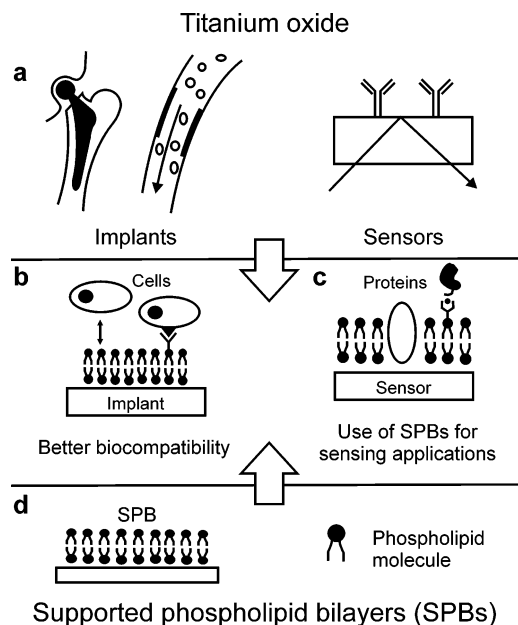 Titanium oxide
a
Implants
Sensors
b
Cells
Implant
Better biocompatibility
c
Proteins
Sensor
Use of SPBs for
sensing applications
d
SPB
Phospholipid
molecule
Supported phospholipid bilayers (SPBs)